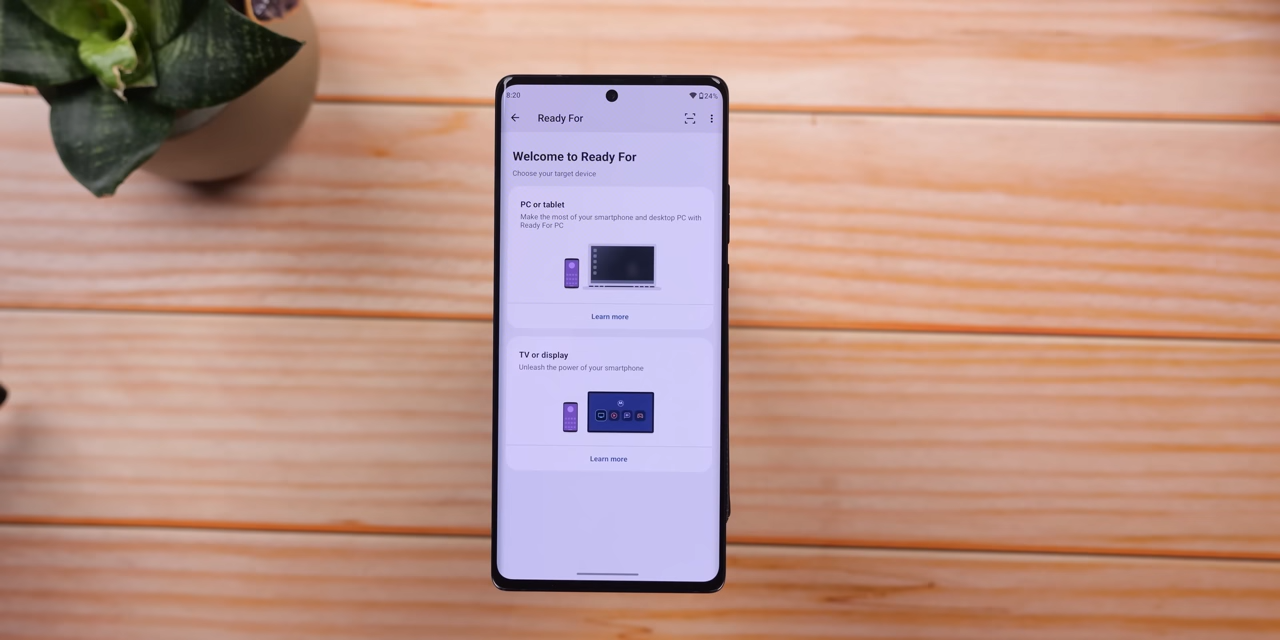 8:20
24%
Ready For
Welcome to Ready For
Choose your target device
PC or tablet
Make the most of your smartphone and desktop PC with
Ready For PC
Learn more
TV or display
Unleash the power of your smartphone
Learn more